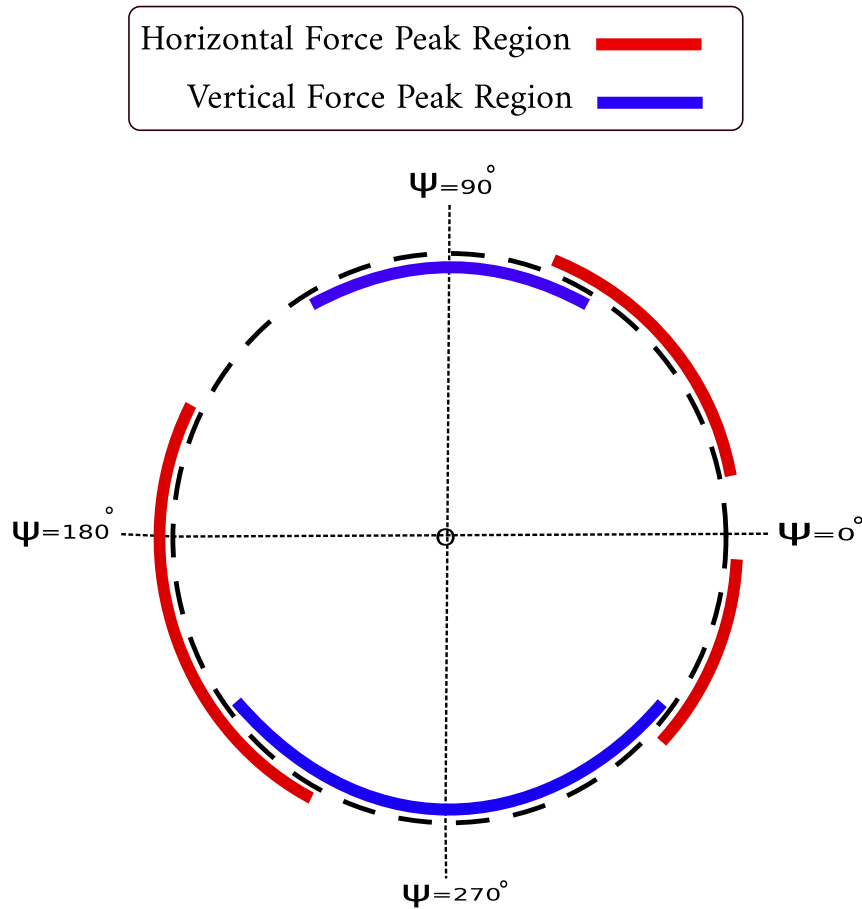 Horizontal Force Peak Region
Vertical Force Peak Region
Ψ=90°
Ψ=180°
O
Ψ=0°
Ψ=270°